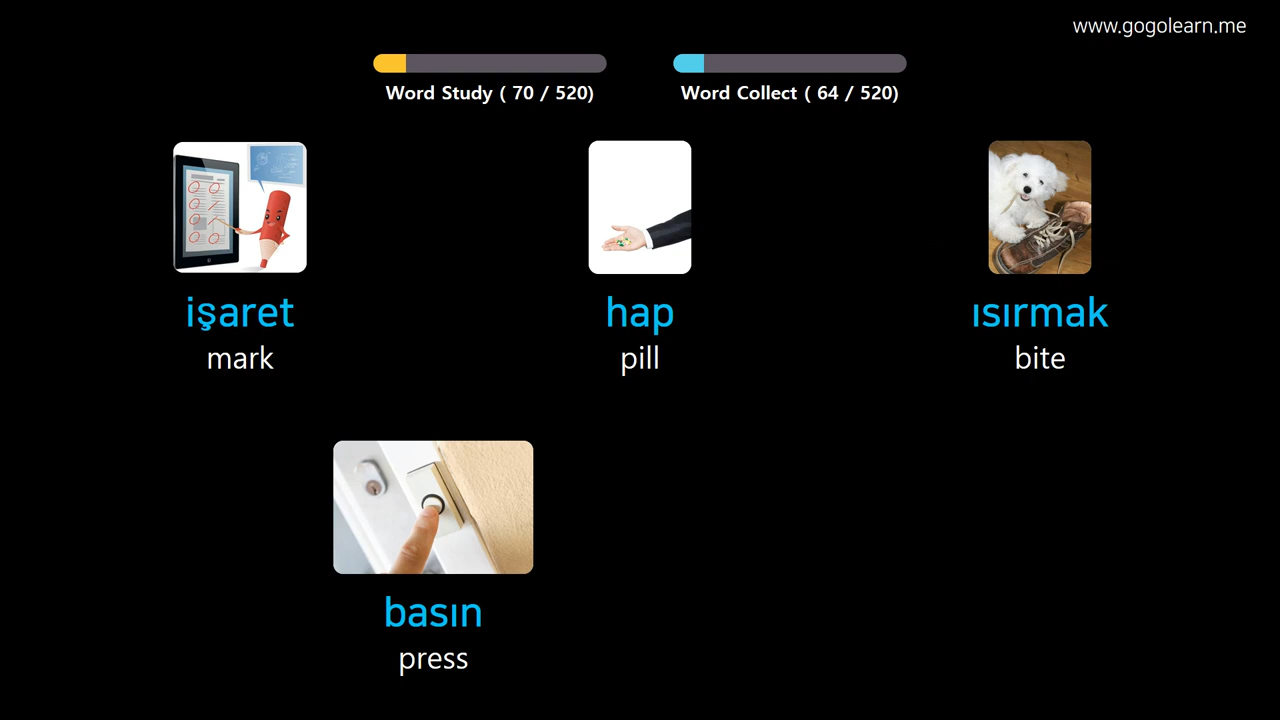 www.gogolearn.me
Word Study ( 70 / 520)
Word Collect ( 64 / 520)
işaret
mark
hap
pill
ısırmak
bite
basın
press